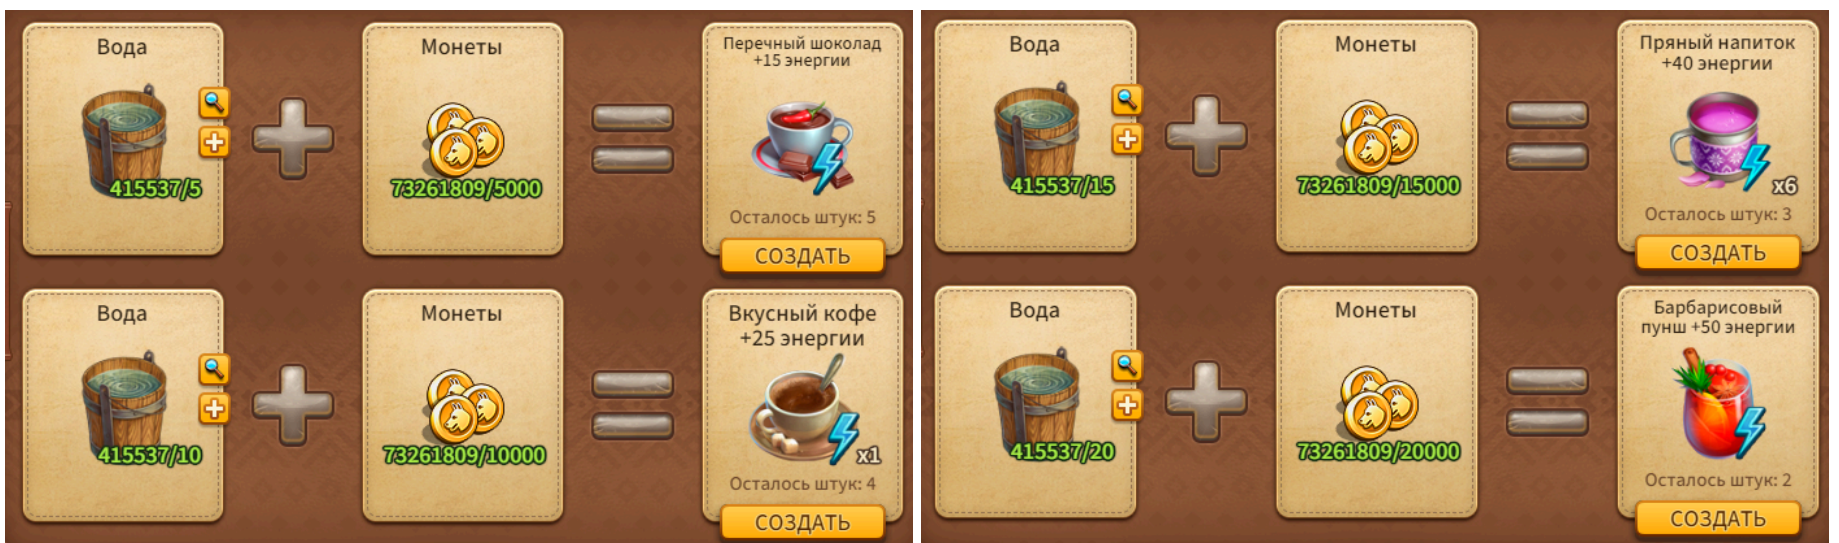 Вода
Монеты
Перечный шоколад
+15 энергии
415537/5
73261809/5000
Осталось штук: 5
СОЗДАТЬ
Вода
Монеты
Вкусный кофе
+25 энергии
415537/10
73261809/10000
x1
Осталось штук: 4
СОЗДАТЬ
Вода
Монеты
Пряный напиток
+40 энергии
415537/15
73261809/15000
x6
Осталось штук: 3
СОЗДАТЬ
Вода
Монеты
Барбарисовый
пунш +50 энергии
415537/20
73261809/20000
Осталось штук: 2
СОЗДАТЬ